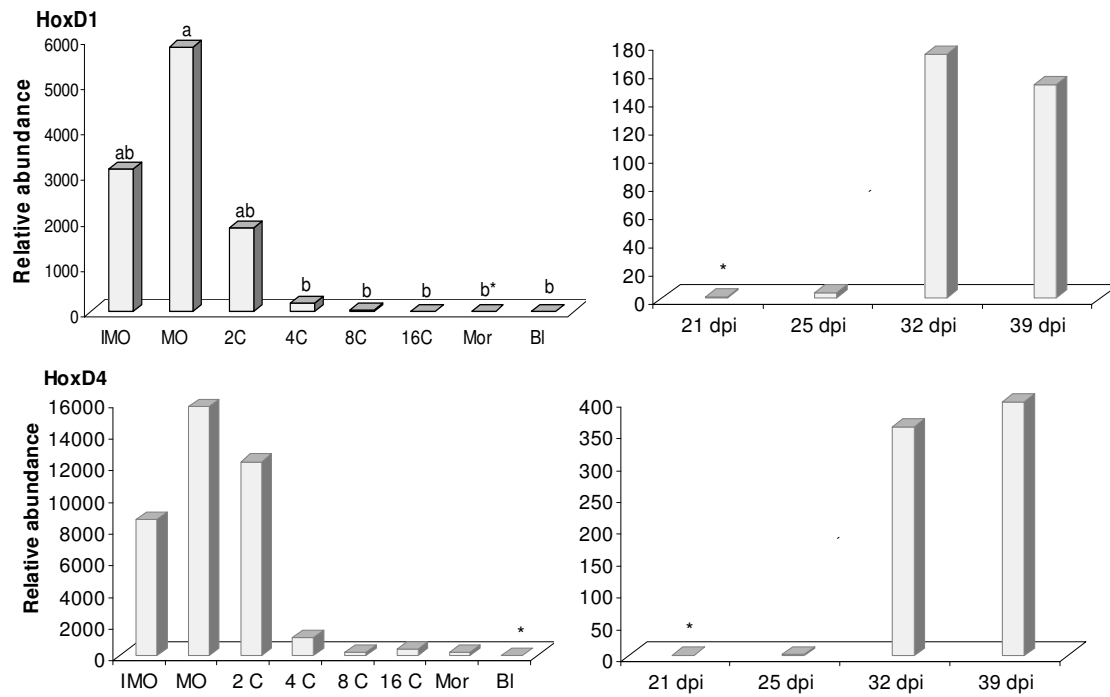 HoxD1
Relative abundance
6000
5000
4000
3000
2000
1000
0
ab
a
ab
b
b
b
b*
b
IMO MO 2C 4C 8C 16C Mor Bl
180
160
140
120
100
80
60
40
20
0
*
21 dpi 25 dpi 32 dpi 39 dpi
HoxD4
Relative abundance
16000
14000
12000
10000
8000
6000
4000
2000
0
*
IMO MO 2 C 4 C 8 C 16 C Mor Bl
400
350
300
250
200
150
100
50
0
*
21 dpi 25 dpi 32 dpi 39 dpi